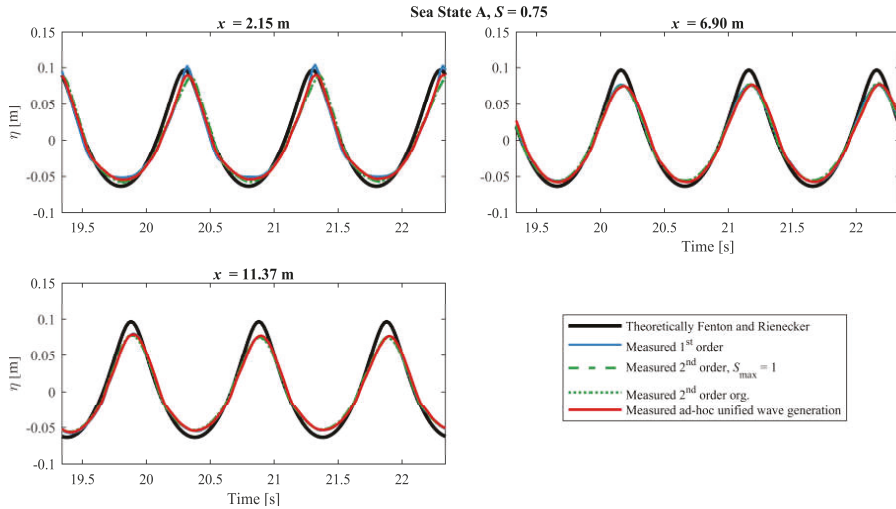 Sea State A, S = 0.75
x = 2.15 m
0.15
0.1
0.05
0
-0.05
-0.1
η [m]
19.5 20 20.5 21 21.5 22
x = 6.90 m
0.15
0.1
0.05
0
-0.05
-0.1
19.5 20 20.5 21 21.5 22
Time [s]
x = 11.37 m
0.15
0.1
0.05
0
-0.05
-0.1
η [m]
19.5 20 20.5 21 21.5 22
Time [s]
Theoretically Fenton and Rienecker
Measured 1st order
Measured 2nd order, Smax = 1
Measured 2nd order org.
Measured ad-hoc unified wave generation